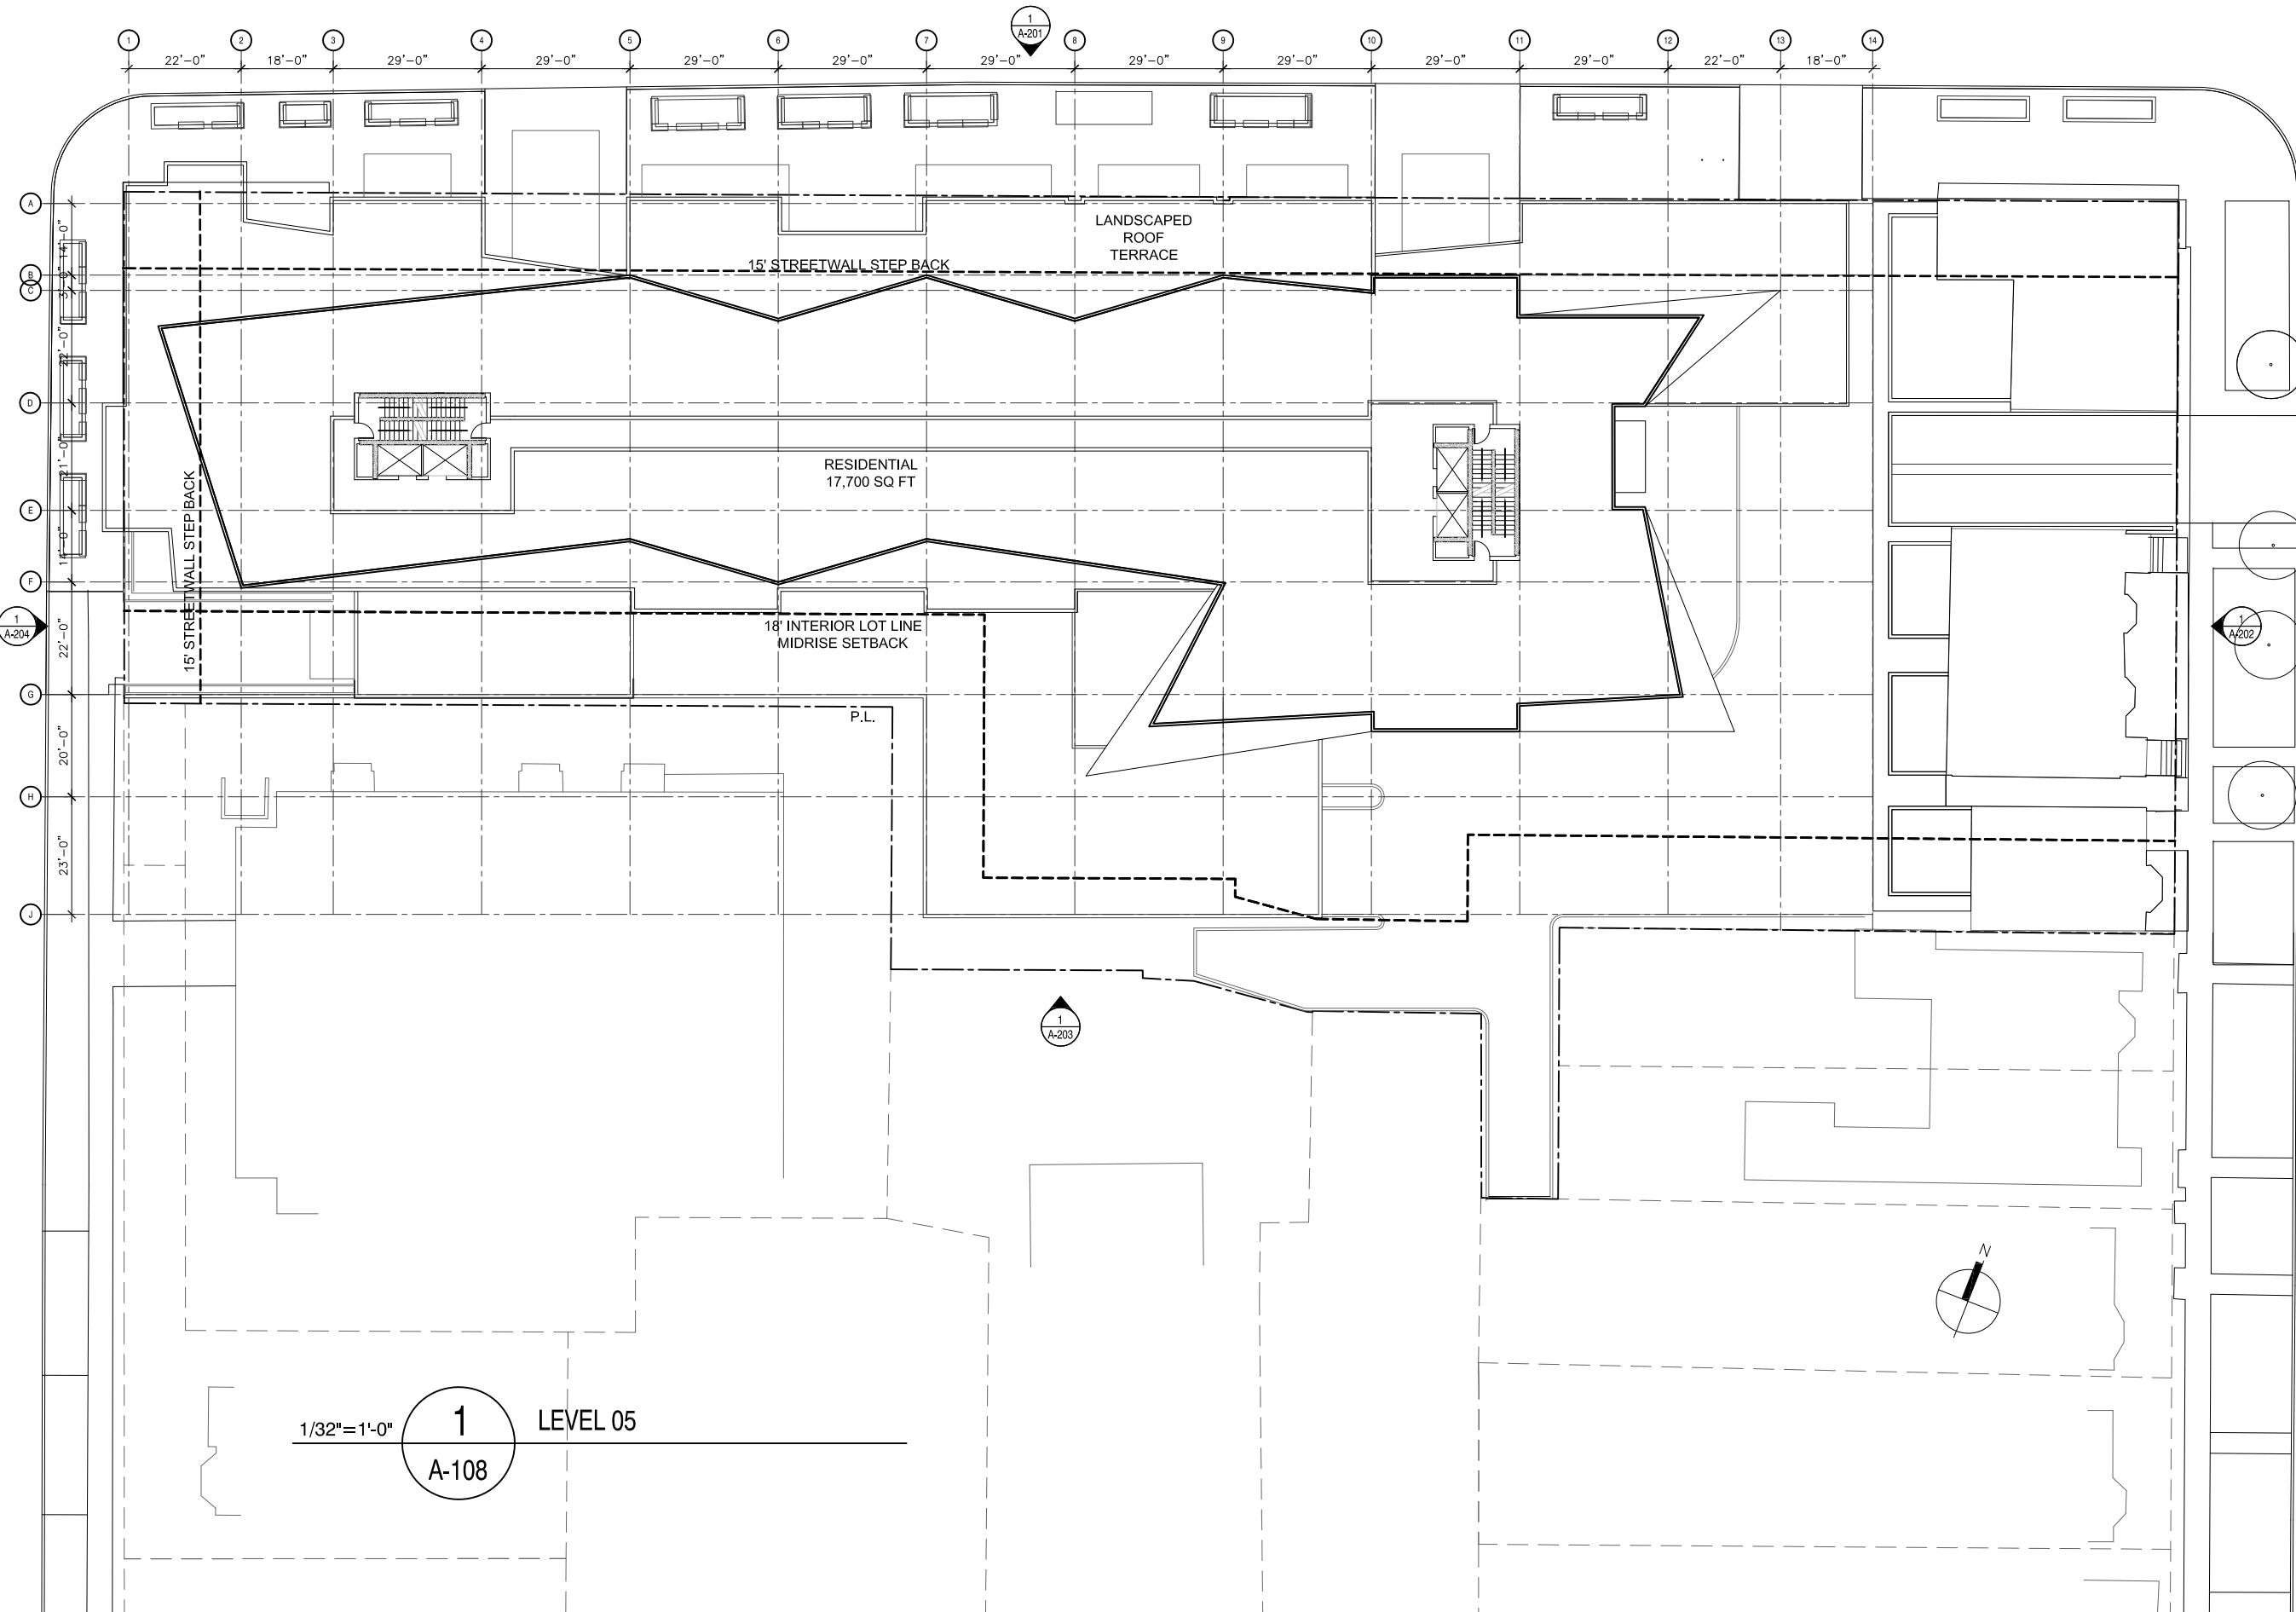 1
A-201
1 2 3 4 5 6 7 8 9 10 11 12 13 14
22'-0" 18'-0" 29'-0" 29'-0" 29'-0" 29'-0" 29'-0" 29'-0" 29'-0" 29'-0" 29'-0" 22'-0" 18'-0"
A
14'-0"
B
3'-0"
C
22'-0"
D
21'-0"
E
F
22'-0"
G
20'-0"
H
23'-0"
J
LANDSCAPED
ROOF
TERRACE
15' STREETWALL STEP BACK
RESIDENTIAL
17,700 SQ FT
15' STREETWALL STEP BACK
1
A-204
18' INTERIOR LOT LINE
MIDRISE SETBACK
1
A-202
P.L.
1
A-203
N
1/32"=1'-0"
1
A-108
LEVEL 05